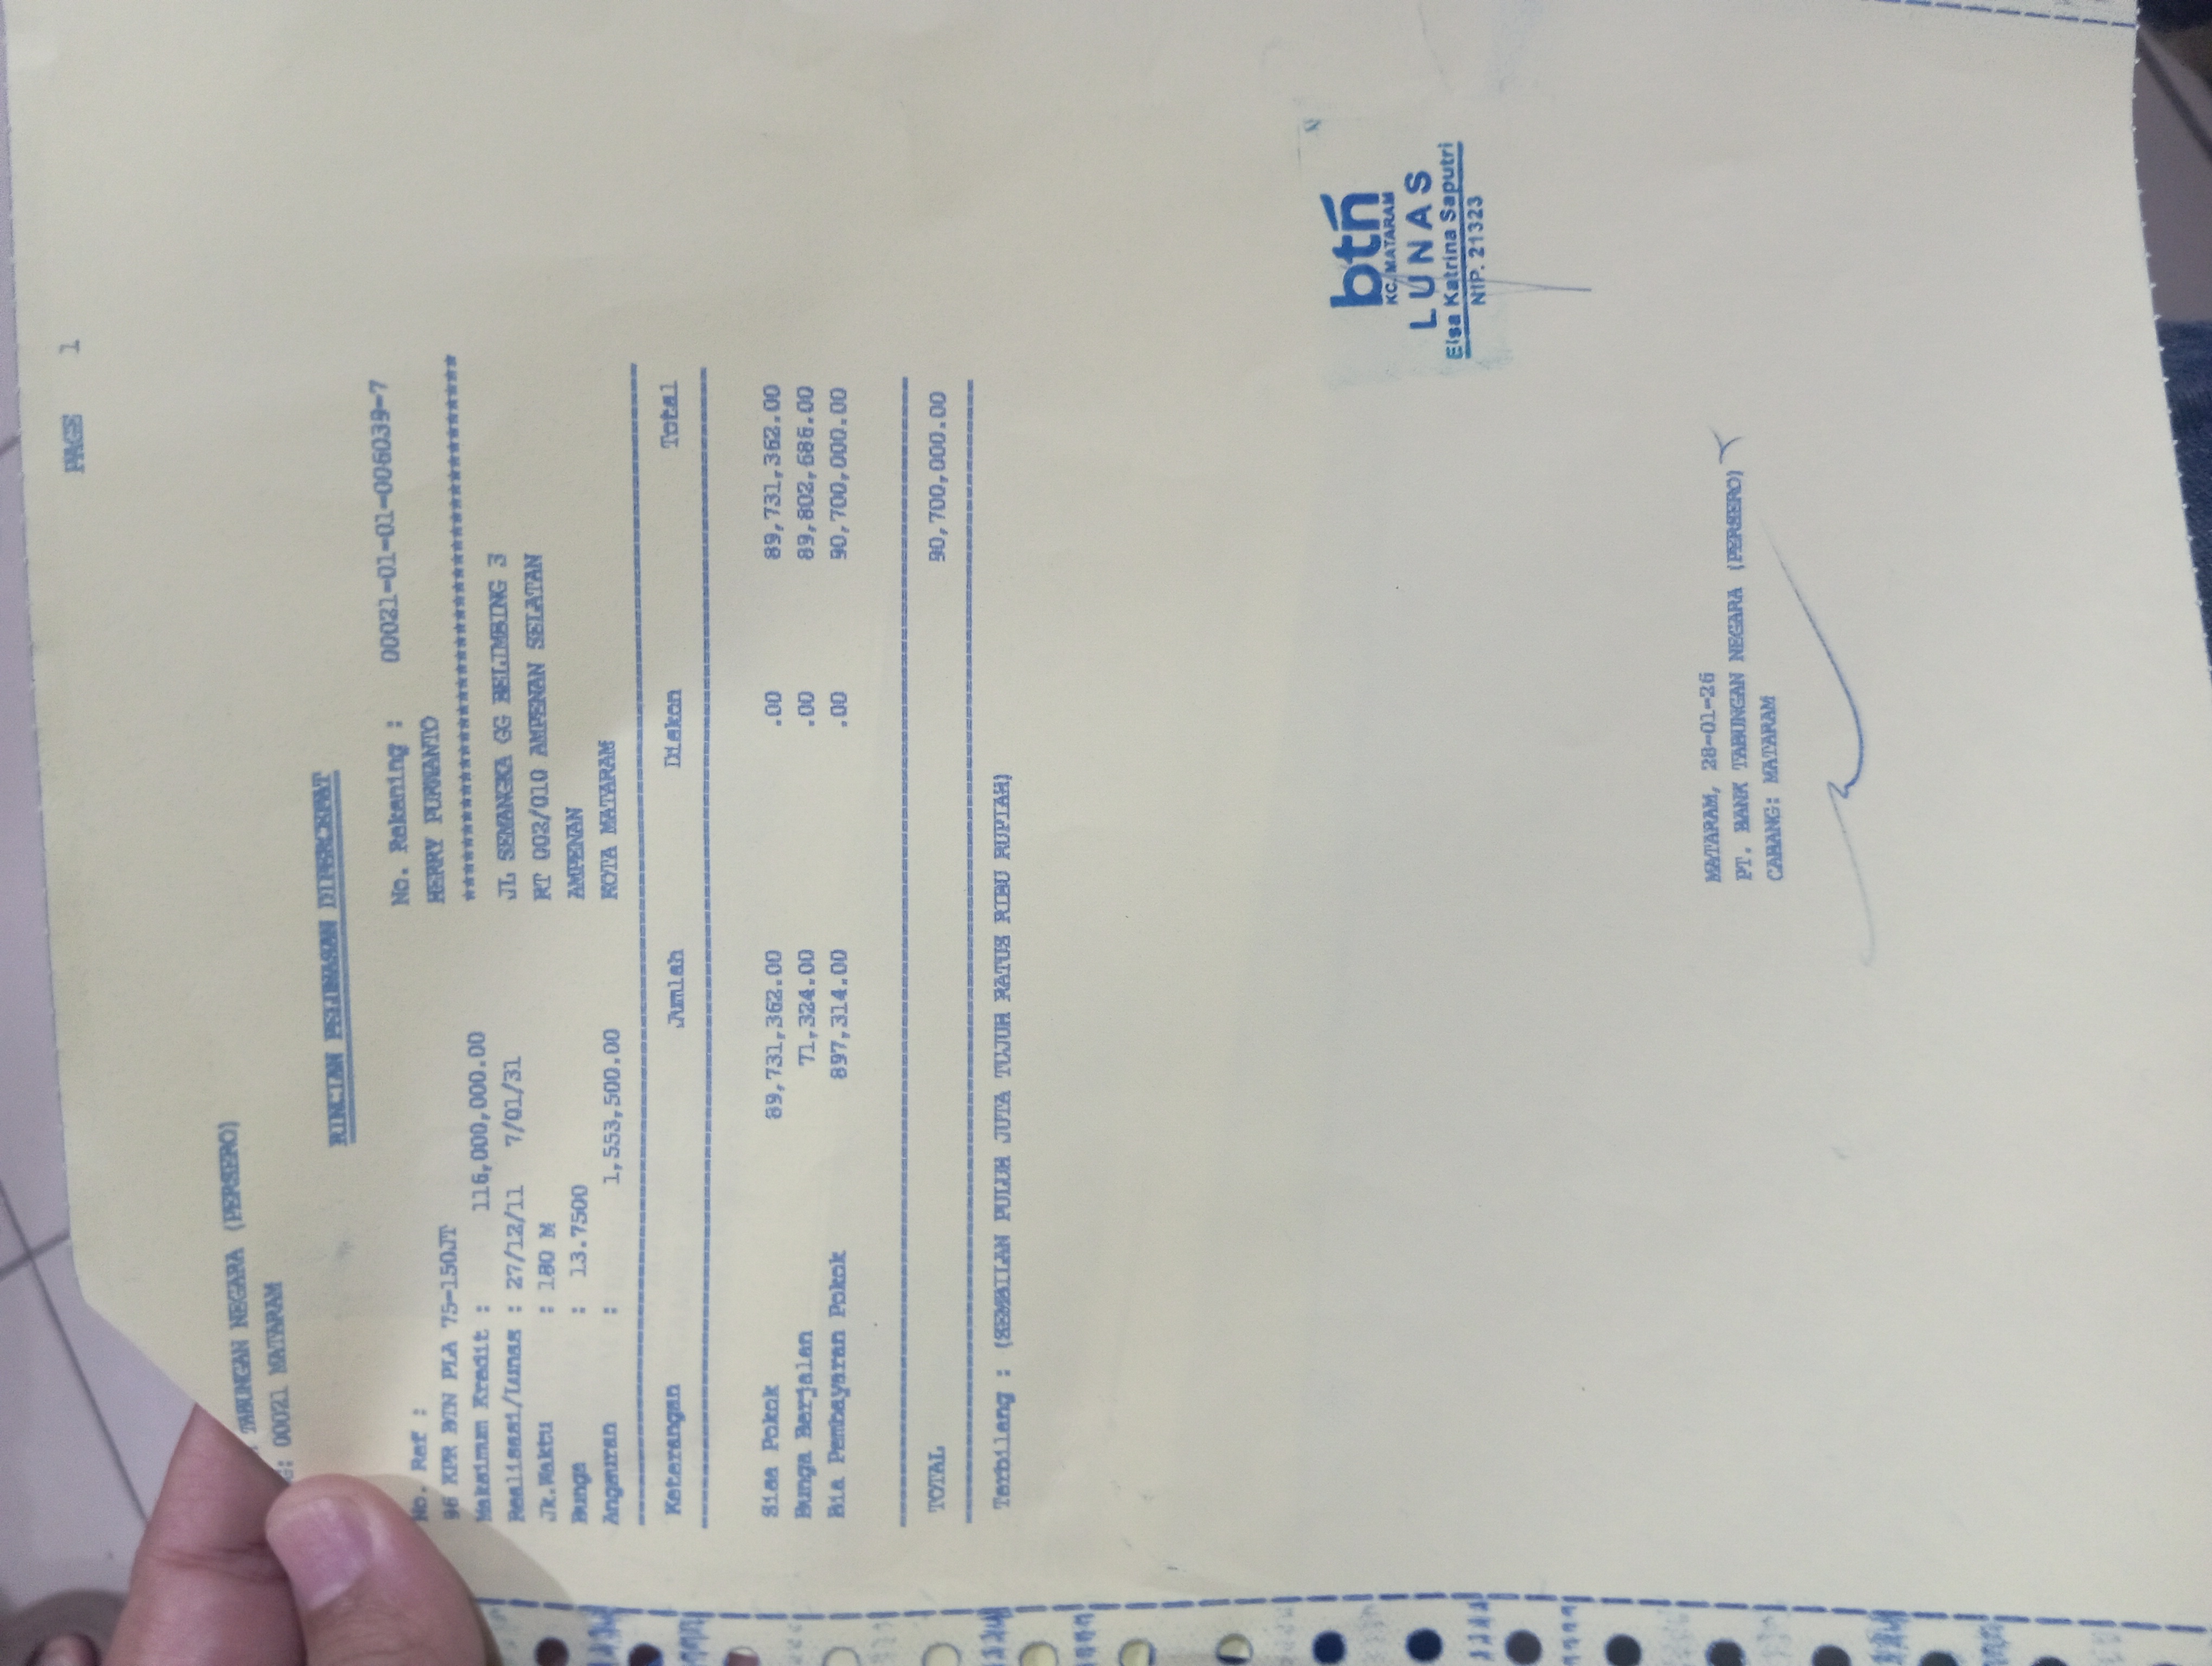 PAGE 1
TABUNGAN NEGARA (PERSERO)
G: 00021 MATARAM
RINCIAN ESTIMASI DIPERCEPAT
No. Ref :
No. Rekening : 00021-01-01-01-006039-7
96 KPR BTN PLA 75-150JT
HERRY PURWANTO
Maksimum Kredit : 116,000,000.00
*******************************************
Realisasi/Lunas : 27/12/11 7/01/31
JL SEMANGKA GG BELIMBING 3
Jk.Waktu : 180 M
RT 002/010 AMPENAN SELATAN
Bunga : 13.7500
AMPENAN
Angsuran : 1,553,500.00
KOTA MATARAM
Keterangan Jumlah Diskon Total
Sisa Pokok 89,731,362.00 .00 89,731,362.00
Bunga Berjalan 71,324.00 .00 89,802,686.00
Bia Pembayaran Pokok 897,314.00 .00 90,700,000.00
TOTAL 90,700,000.00
Terbilang : (SEMBILAN PULUH JUTA TUJUH RATUS RIBU RUPIAH)
btn
KC. MATARAM
LUNAS
Elsa Katrina Saputri
NIP. 21323
MATARAM, 28-01-26
PT. BANK TABUNGAN NEGARA (PERSERO)
CABANG: MATARAM